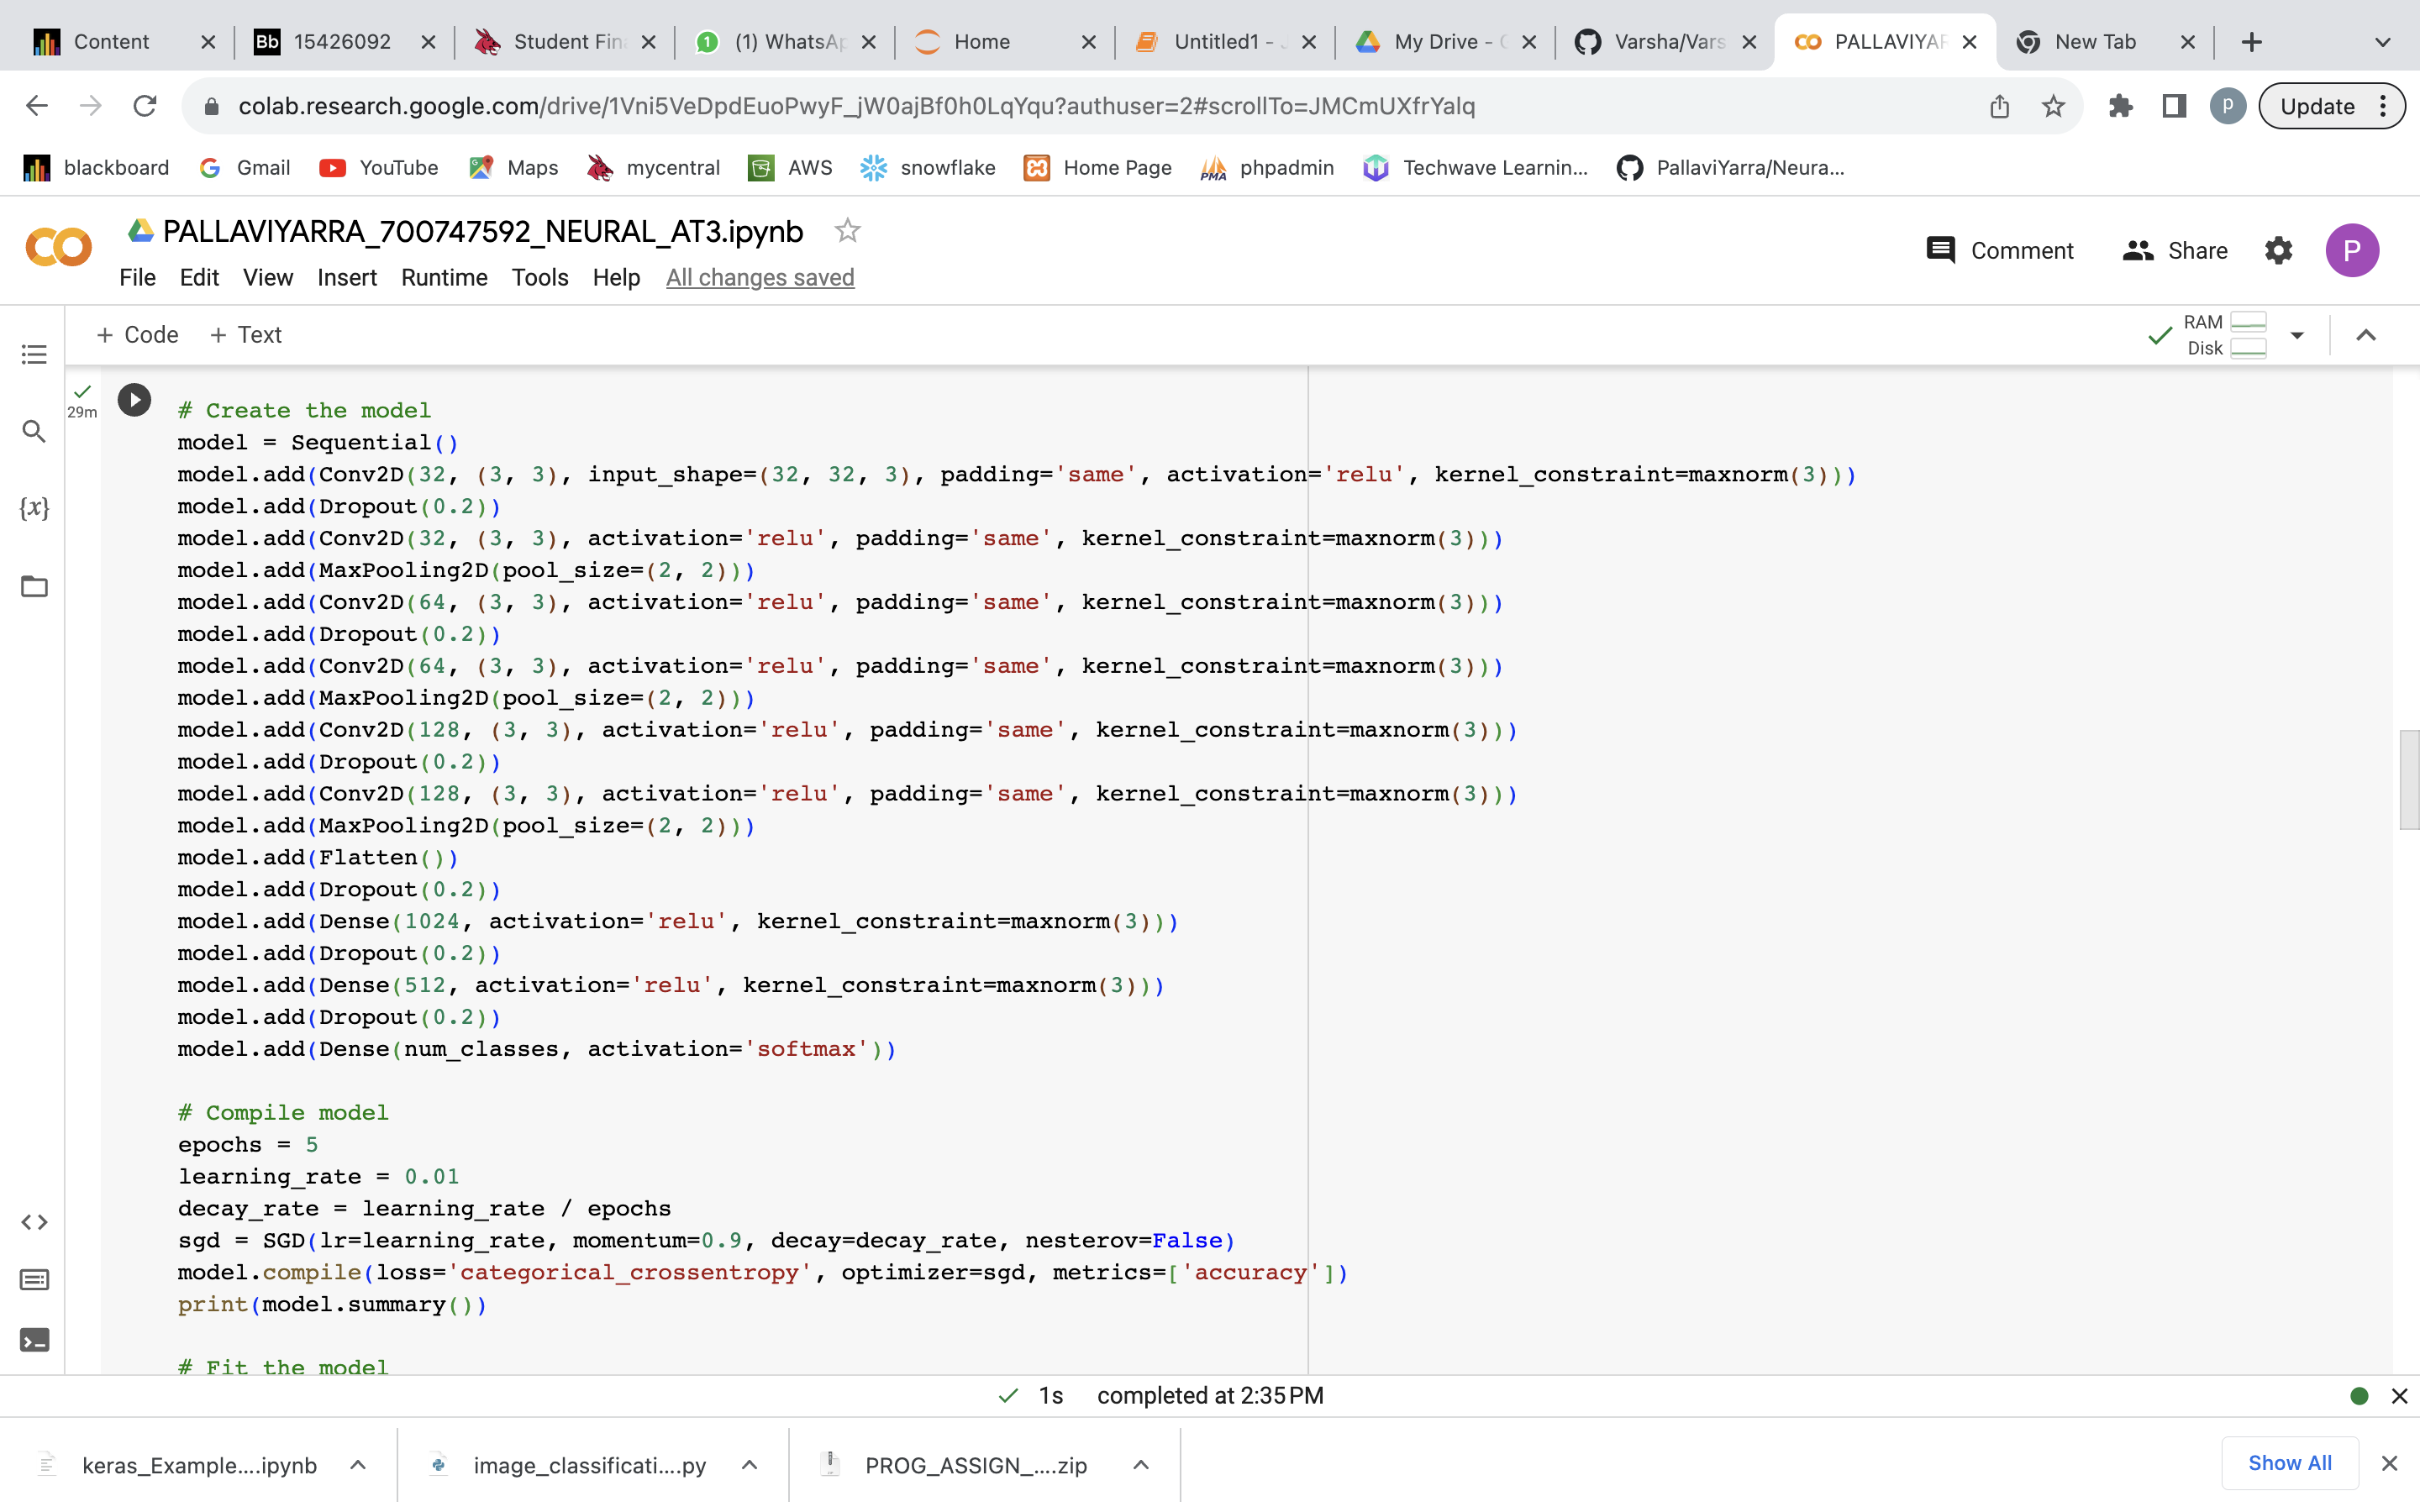 Content
Bb 15426092
Student Fin
1 (1) WhatsAp
Home
Untitled1 -
My Drive -
Varsha/Vars
PALLAVIYAR
New Tab
colab.research.google.com/drive/1Vni5VeDpdEuoPwyF_jW0ajBf0h0LqYqu?authuser=2#scrollTo=JMCmUXfrYalq
P
Update
blackboard
Gmail
YouTube
Maps
mycentral
AWS
snowflake
Home Page
PMA phpadmin
Techwave Learnin...
PallaviYarra/Neura...
PALLAVIYARRA_700747592_NEURAL_AT3.ipynb
Comment
Share
P
File Edit View Insert Runtime Tools Help All changes saved
+ Code + Text
RAM
Disk
29m
{x}
# Create the model
model = Sequential()
model.add(Conv2D(32, (3, 3), input_shape=(32, 32, 3), padding='same', activation='relu', kernel_constraint=maxnorm(3)))
model.add(Dropout(0.2))
model.add(Conv2D(32, (3, 3), activation='relu', padding='same', kernel_constraint=maxnorm(3)))
model.add(MaxPooling2D(pool_size=(2, 2)))
model.add(Conv2D(64, (3, 3), activation='relu', padding='same', kernel_constraint=maxnorm(3)))
model.add(Dropout(0.2))
model.add(Conv2D(64, (3, 3), activation='relu', padding='same', kernel_constraint=maxnorm(3)))
model.add(MaxPooling2D(pool_size=(2, 2)))
model.add(Conv2D(128, (3, 3), activation='relu', padding='same', kernel_constraint=maxnorm(3)))
model.add(Dropout(0.2))
model.add(Conv2D(128, (3, 3), activation='relu', padding='same', kernel_constraint=maxnorm(3)))
model.add(MaxPooling2D(pool_size=(2, 2)))
model.add(Flatten())
model.add(Dropout(0.2))
model.add(Dense(1024, activation='relu', kernel_constraint=maxnorm(3)))
model.add(Dropout(0.2))
model.add(Dense(512, activation='relu', kernel_constraint=maxnorm(3)))
model.add(Dropout(0.2))
model.add(Dense(num_classes, activation='softmax'))
# Compile model
epochs = 5
learning_rate = 0.01
decay_rate = learning_rate / epochs
sgd = SGD(lr=learning_rate, momentum=0.9, decay=decay_rate, nesterov=False)
model.compile(loss='categorical_crossentropy', optimizer=sgd, metrics=['accuracy'])
print(model.summary())
# Fit the model
1s completed at 2:35 PM
keras_Example....ipynb
image_classificati....py
PROG_ASSIGN_....zip
Show All